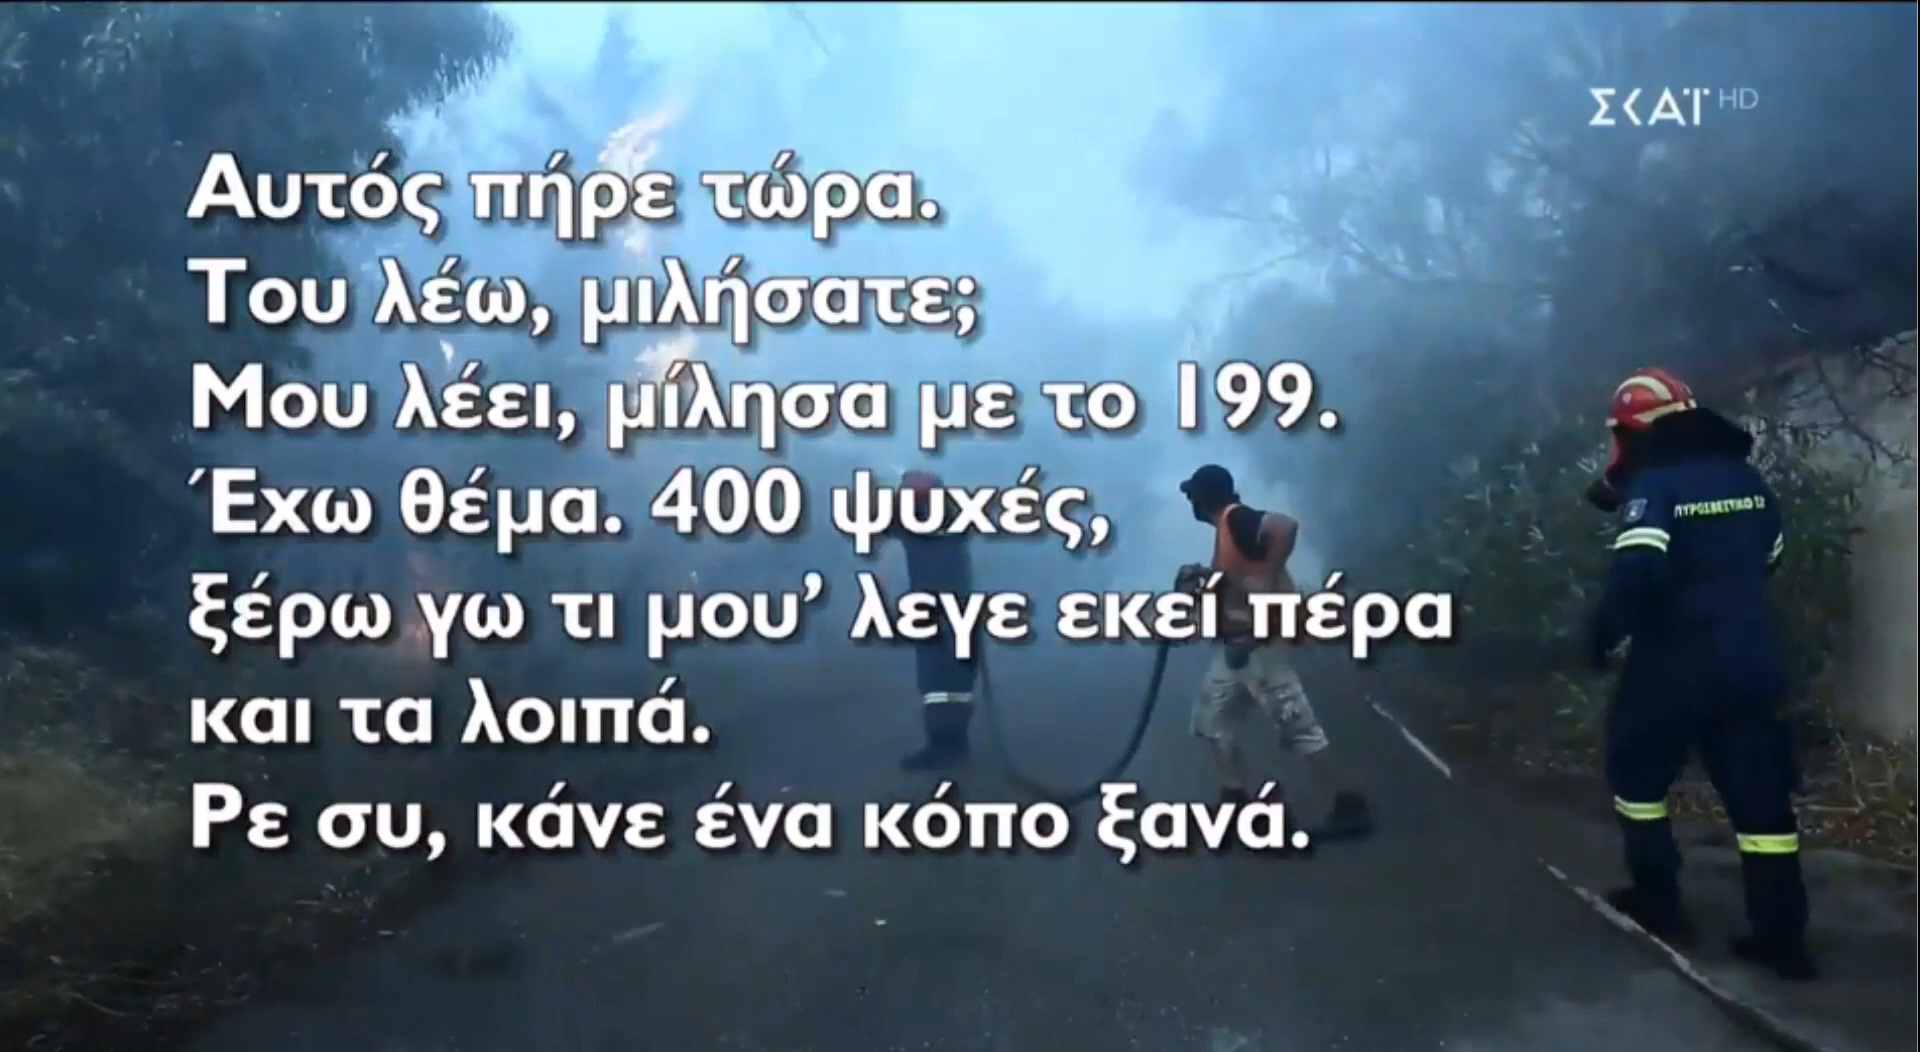 ΣΚΑΪ HD
Αυτός πήρε τώρα.
Του λέω, μιλήσατε;
Μου λέει, μίλησα με το 199.
Έχω θέμα. 400 ψυχές,
ξέρω γω τι μου’ λεγε εκεί πέρα
και τα λοιπά.
Ρε συ, κάνε ένα κόπο ξανά.
ΠΥΡΟΣΒΕΣΤΙΚΟ